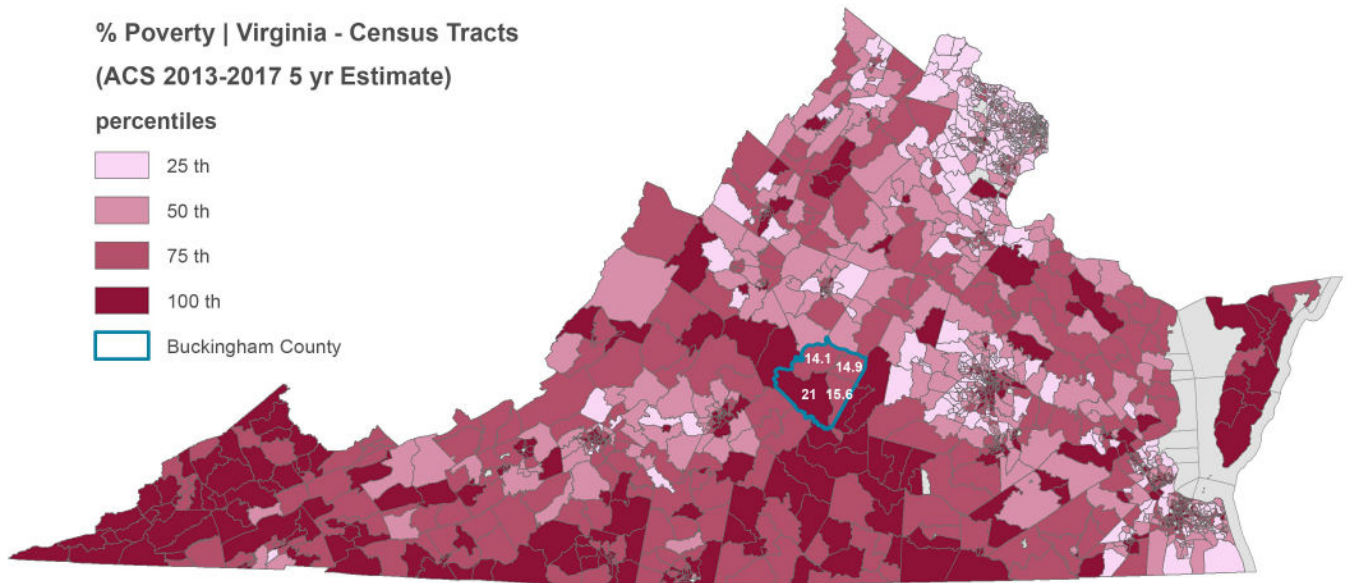 % Poverty | Virginia - Census Tracts
(ACS 2013-2017 5 yr Estimate)
percentiles
25 th
50 th
75 th
100 th
Buckingham County
14.1
14.9
21 15.6